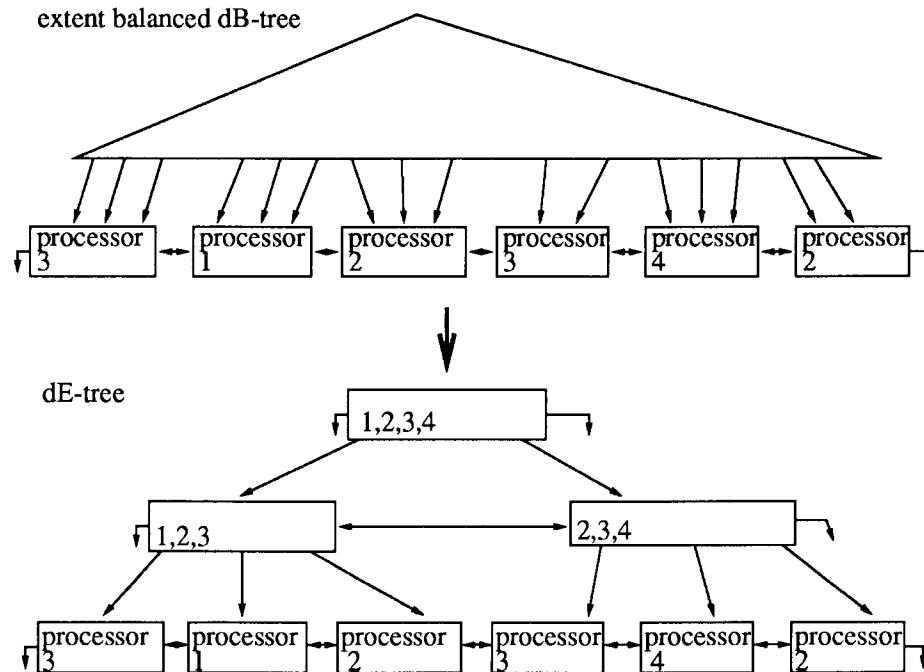 extent balanced dB-tree
processor
3
processor
1
processor
2
processor
3
processor
4
processor
2
dE-tree
1,2,3,4
1,2,3
2,3,4
processor
3
processor
1
processor
2
processor
3
processor
4
processor
2